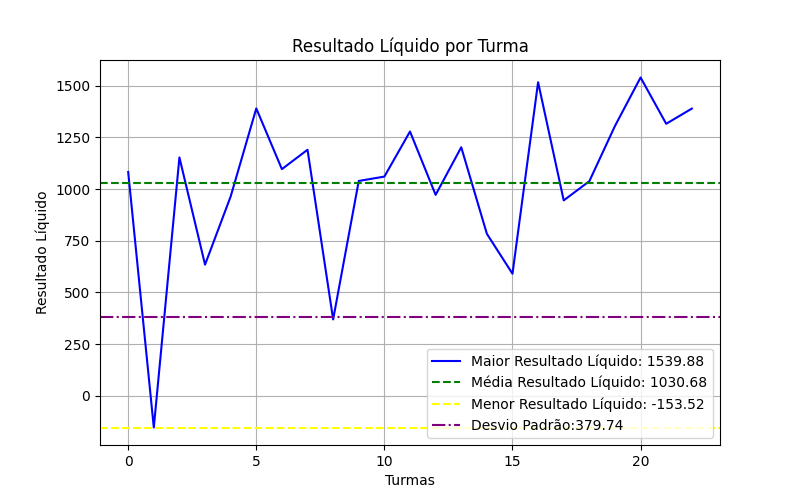 Resultado Líquido por Turma
Resultado Líquido
1500
1250
1000
750
500
250
0
Maior Resultado Líquido: 1539.88
Média Resultado Líquido: 1030.68
Menor Resultado Líquido: -153.52
Desvio Padrão:379.74
0 5 10 15 20
Turmas